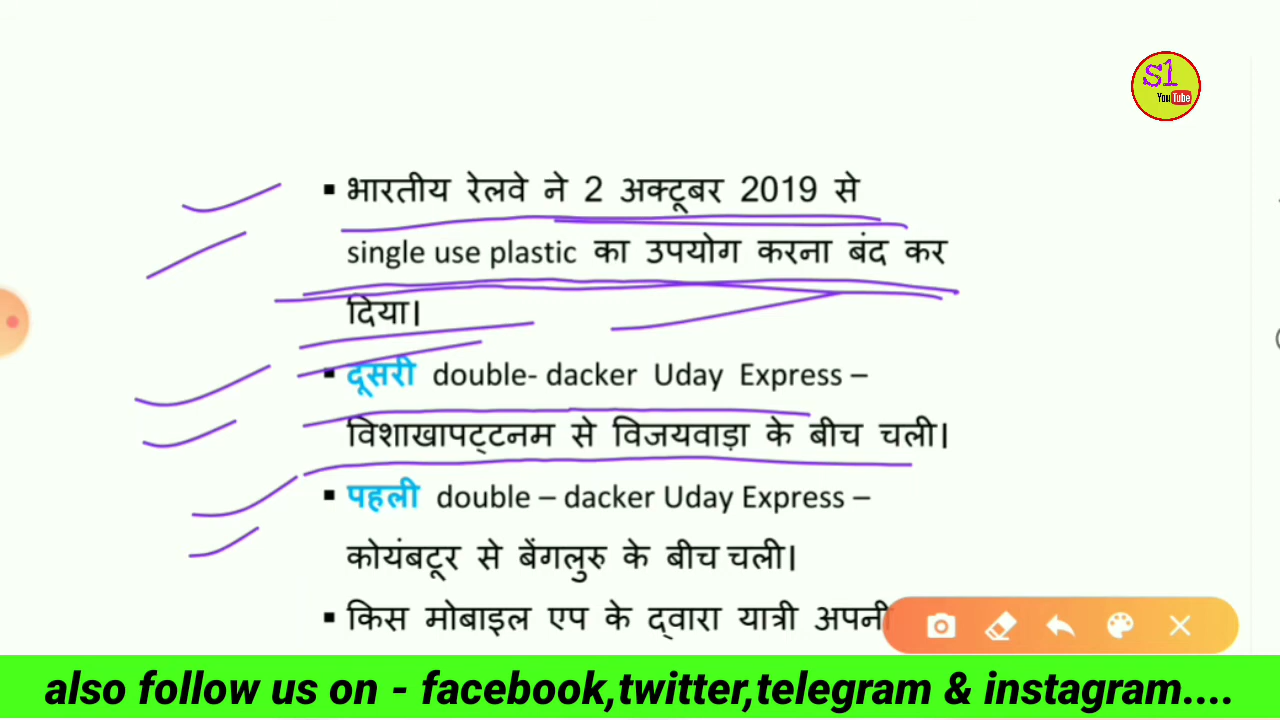 S1
YouTube
▪ भारतीय रेलवे ने 2 अक्टूबर 2019 से
single use plastic का उपयोग करना बंद कर
दिया।
▪ दूसरी double- dacker Uday Express –
विशाखापट्टनम से विजयवाड़ा के बीच चली।
▪ पहली double – dacker Uday Express –
कोयंबटूर से बेंगलुरु के बीच चली।
▪ किस मोबाइल एप के द्वारा यात्री अपनी
also follow us on - facebook,twitter,telegram & instagram....